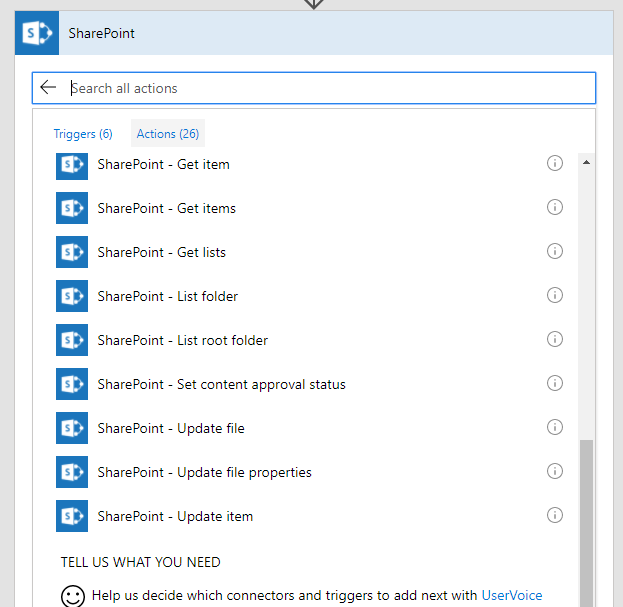 SharePoint
Search all actions
Triggers (6) Actions (26)
SharePoint - Get item
SharePoint - Get items
SharePoint - Get lists
SharePoint - List folder
SharePoint - List root folder
SharePoint - Set content approval status
SharePoint - Update file
SharePoint - Update file properties
SharePoint - Update item
TELL US WHAT YOU NEED
Help us decide which connectors and triggers to add next with UserVoice